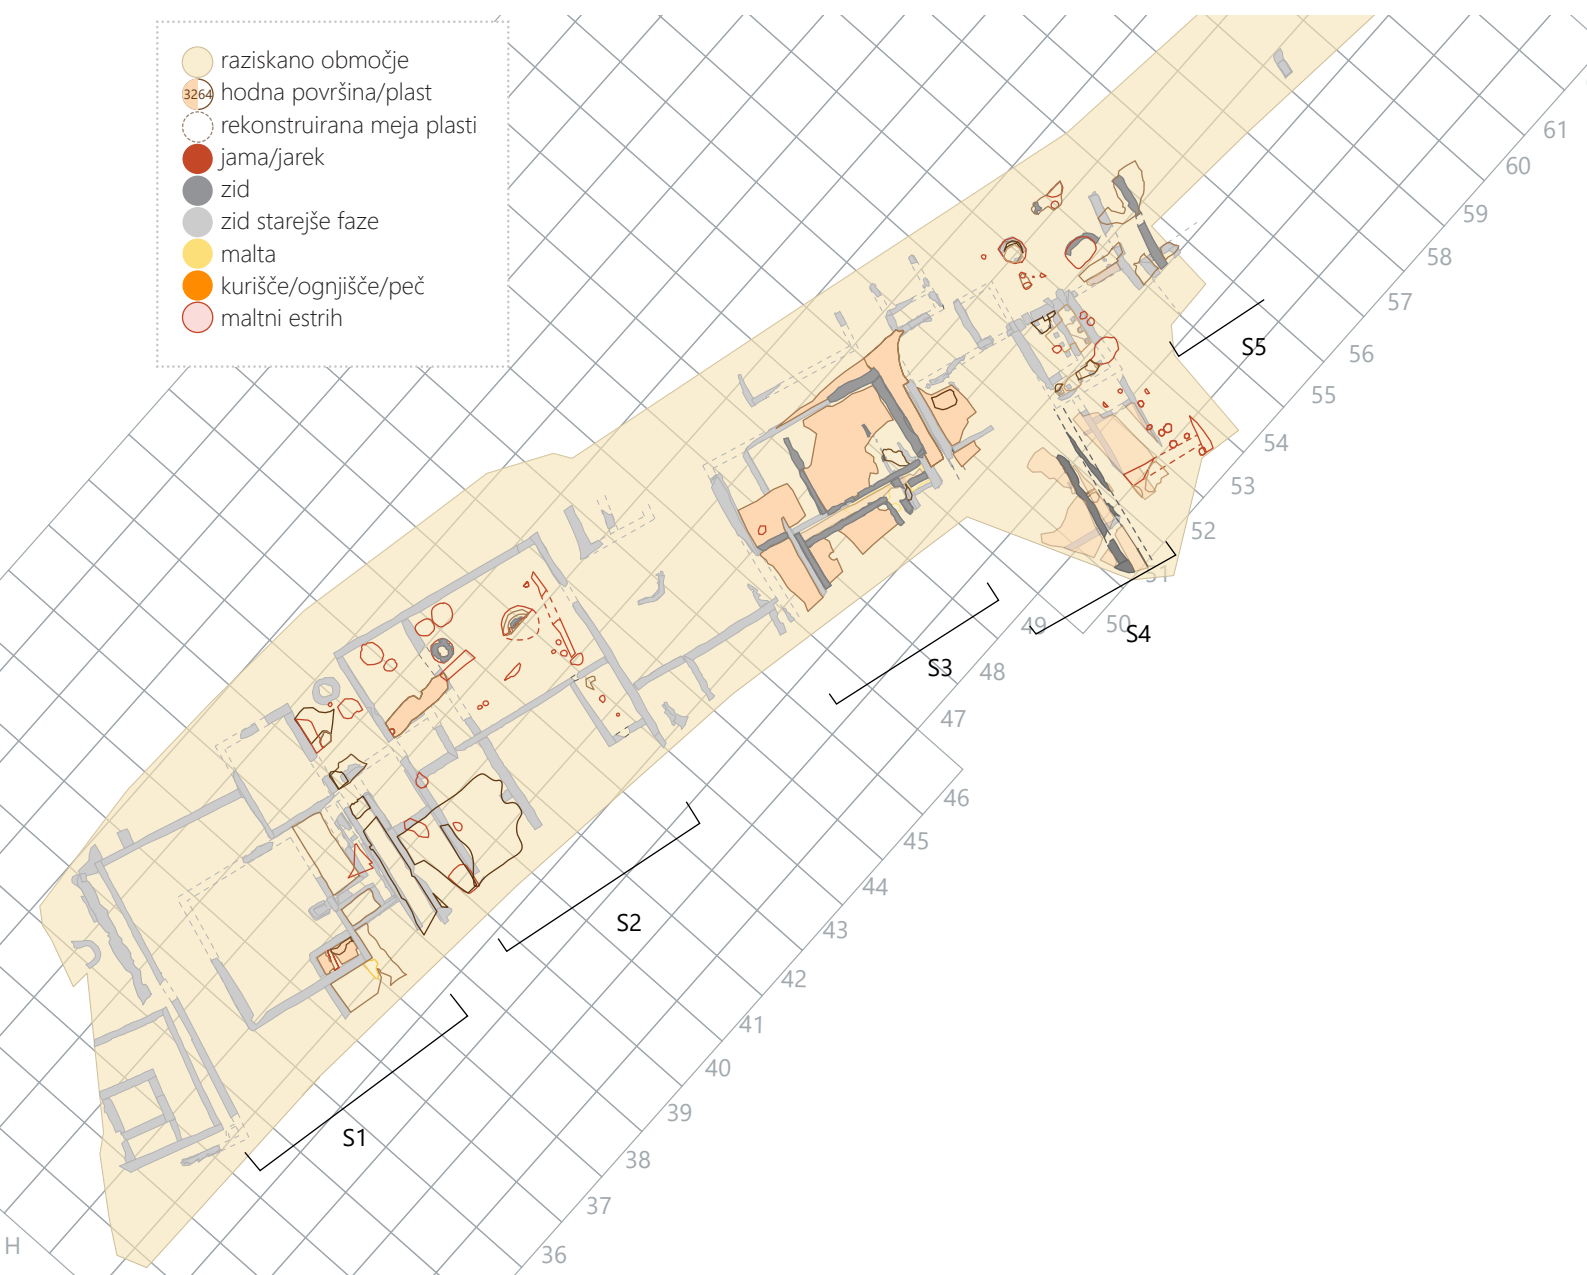 raziskano območje
3264 hodna površina/plast
rekonstruirana meja plasti
jama/jarek
zid
zid starejše faze
malta
kurišče/ognjišče/peč
maltni estrih
61
60
59
58
57
56
55
54
53
52
51
50
49
48
47
46
45
44
43
42
41
40
39
38
37
36
H
S5
S4
S3
S2
S1